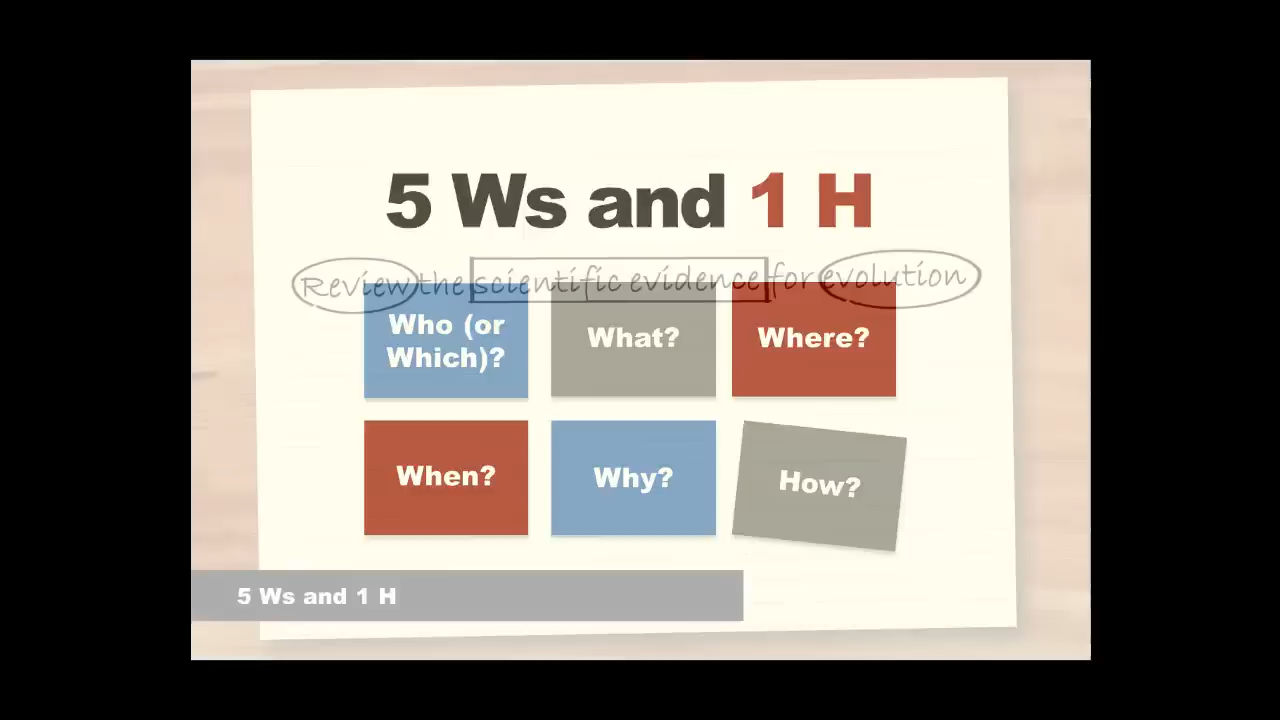 5 Ws and 1 H
Review the scientific evidence for evolution
Who (or
Which)?
What?
Where?
When?
Why?
How?
5 Ws and 1 H